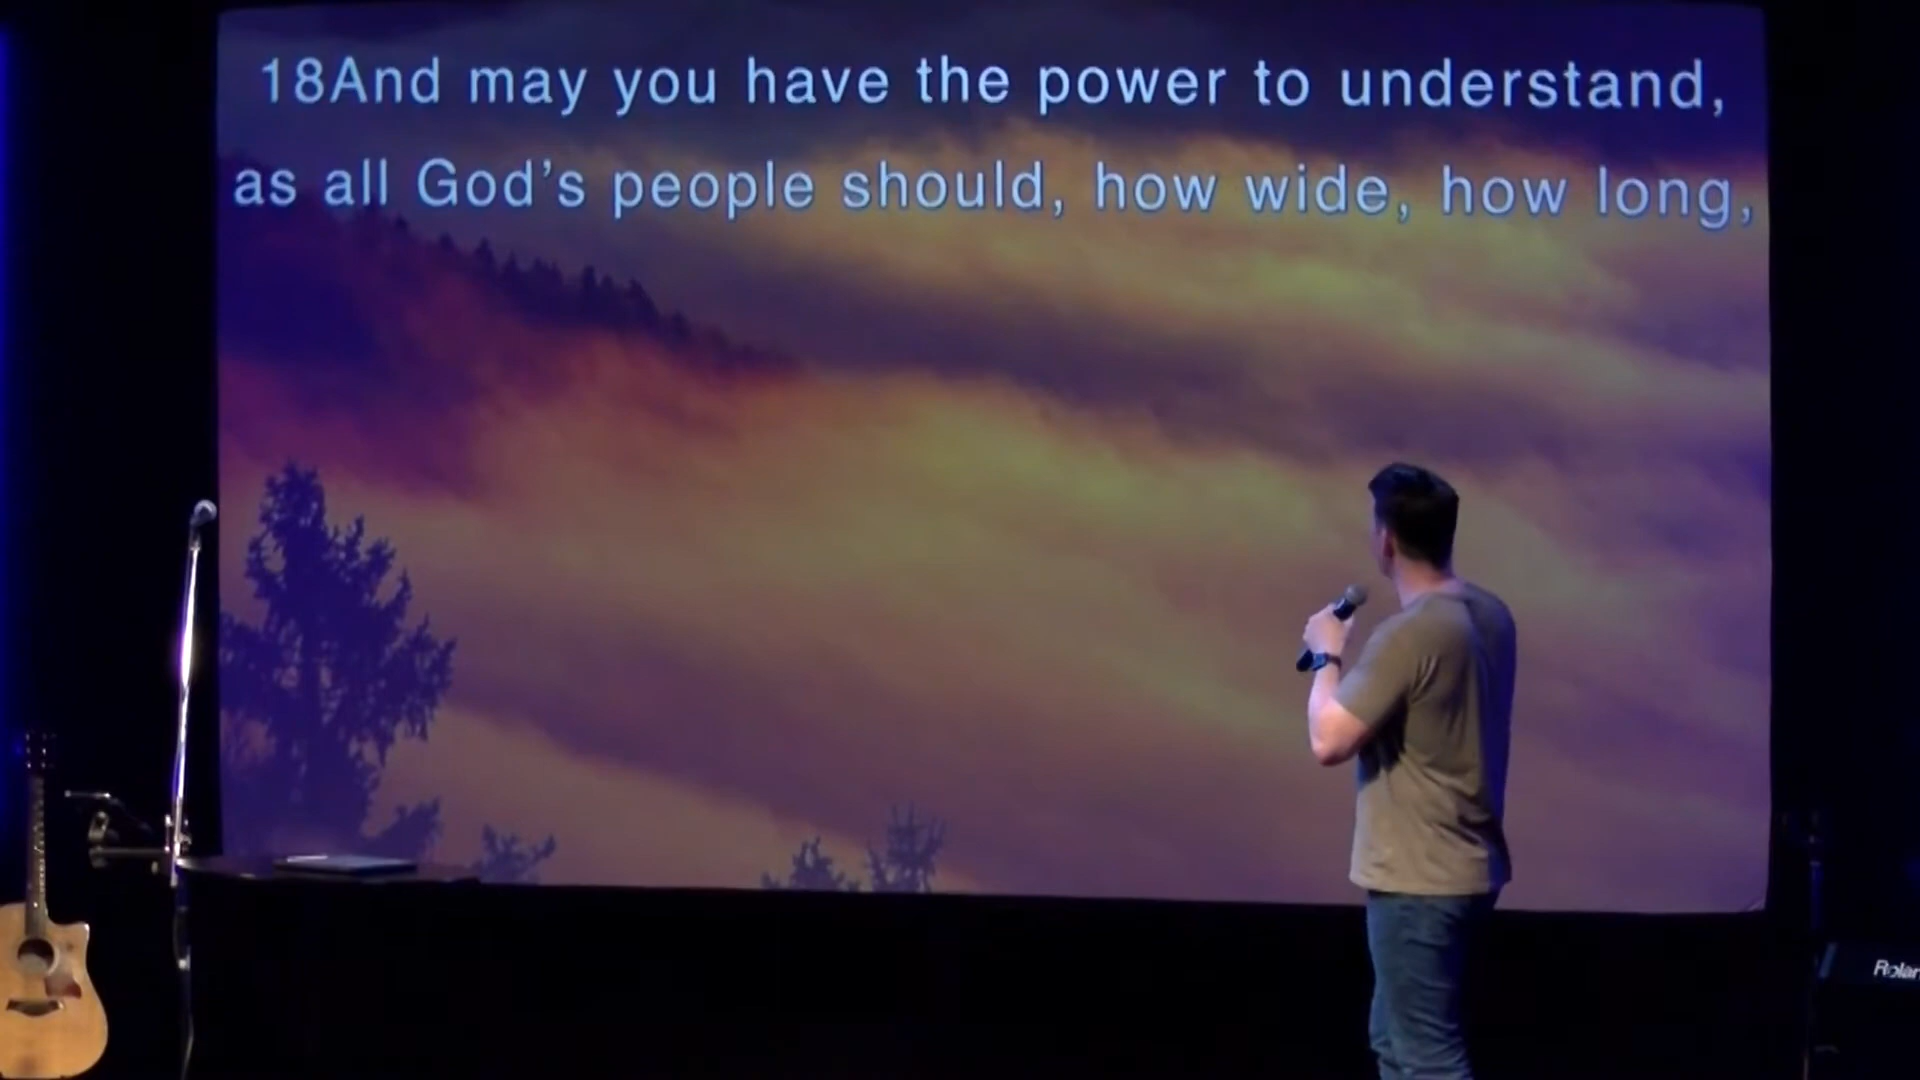 18And may you have the power to understand,
as all God’s people should, how wide, how long,